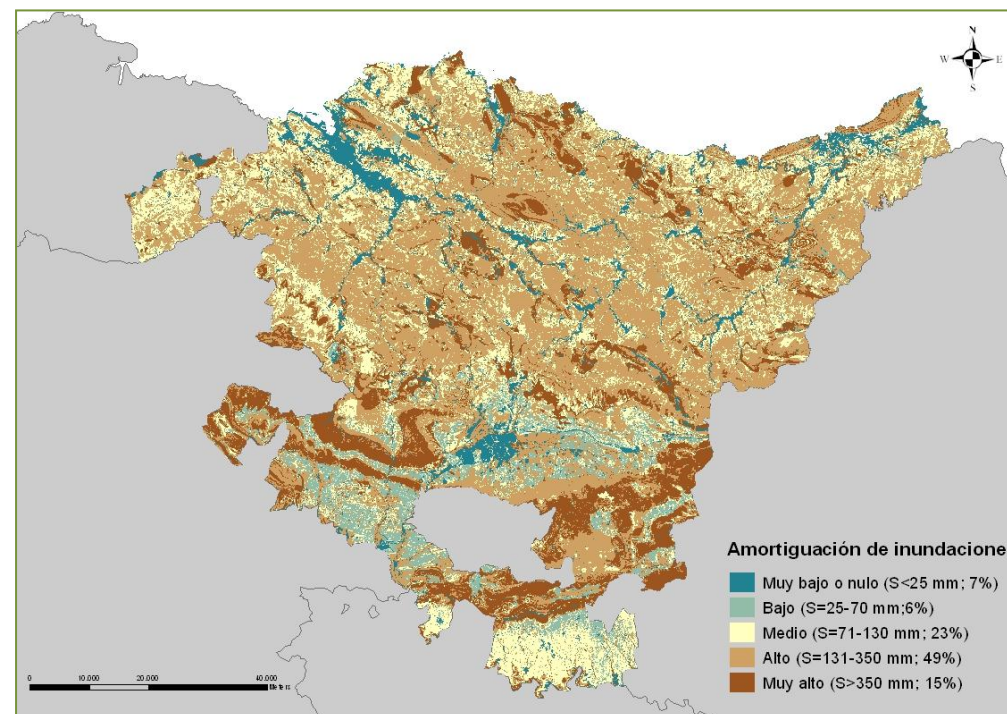 N
W E
S
Amortiguación de inundacione
Muy bajo o nulo (S<25 mm; 7%)
Bajo (S=25-70 mm;6%)
Medio (S=71-130 mm; 23%)
Alto (S=131-350 mm; 49%)
Muy alto (S>350 mm; 15%)
0 10.000 20.000 40.000